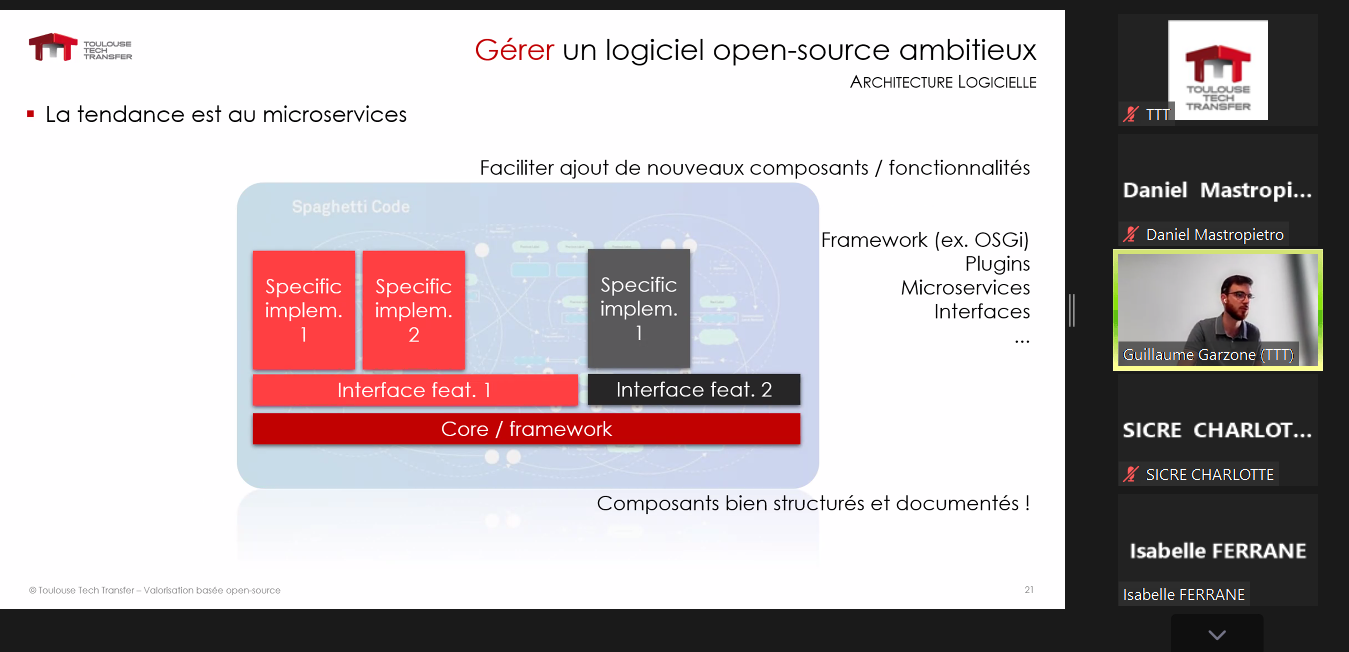 TOULOUSE
TECH
TRANSFER
Gérer un logiciel open-source ambitieux
ARCHITECTURE LOGICIELLE
La tendance est au microservices
Faciliter ajout de nouveaux composants / fonctionnalités
Spaghetti Code
Framework (ex. OSGi)
Plugins
Microservices
Interfaces
...
Specific
implem.
1
Specific
implem.
2
Specific
implem.
1
Interface feat. 1
Interface feat. 2
Core / framework
Composants bien structurés et documentés !
© Toulouse Tech Transfer – Valorisation basée open-source
21
TOULOUSE
TECH
TRANSFER
TTT
Daniel Mastropi...
Daniel Mastropietro
Guillaume Garzone (TTT)
SICRE CHARLOT...
SICRE CHARLOTTE
Isabelle FERRANE
Isabelle FERRANE